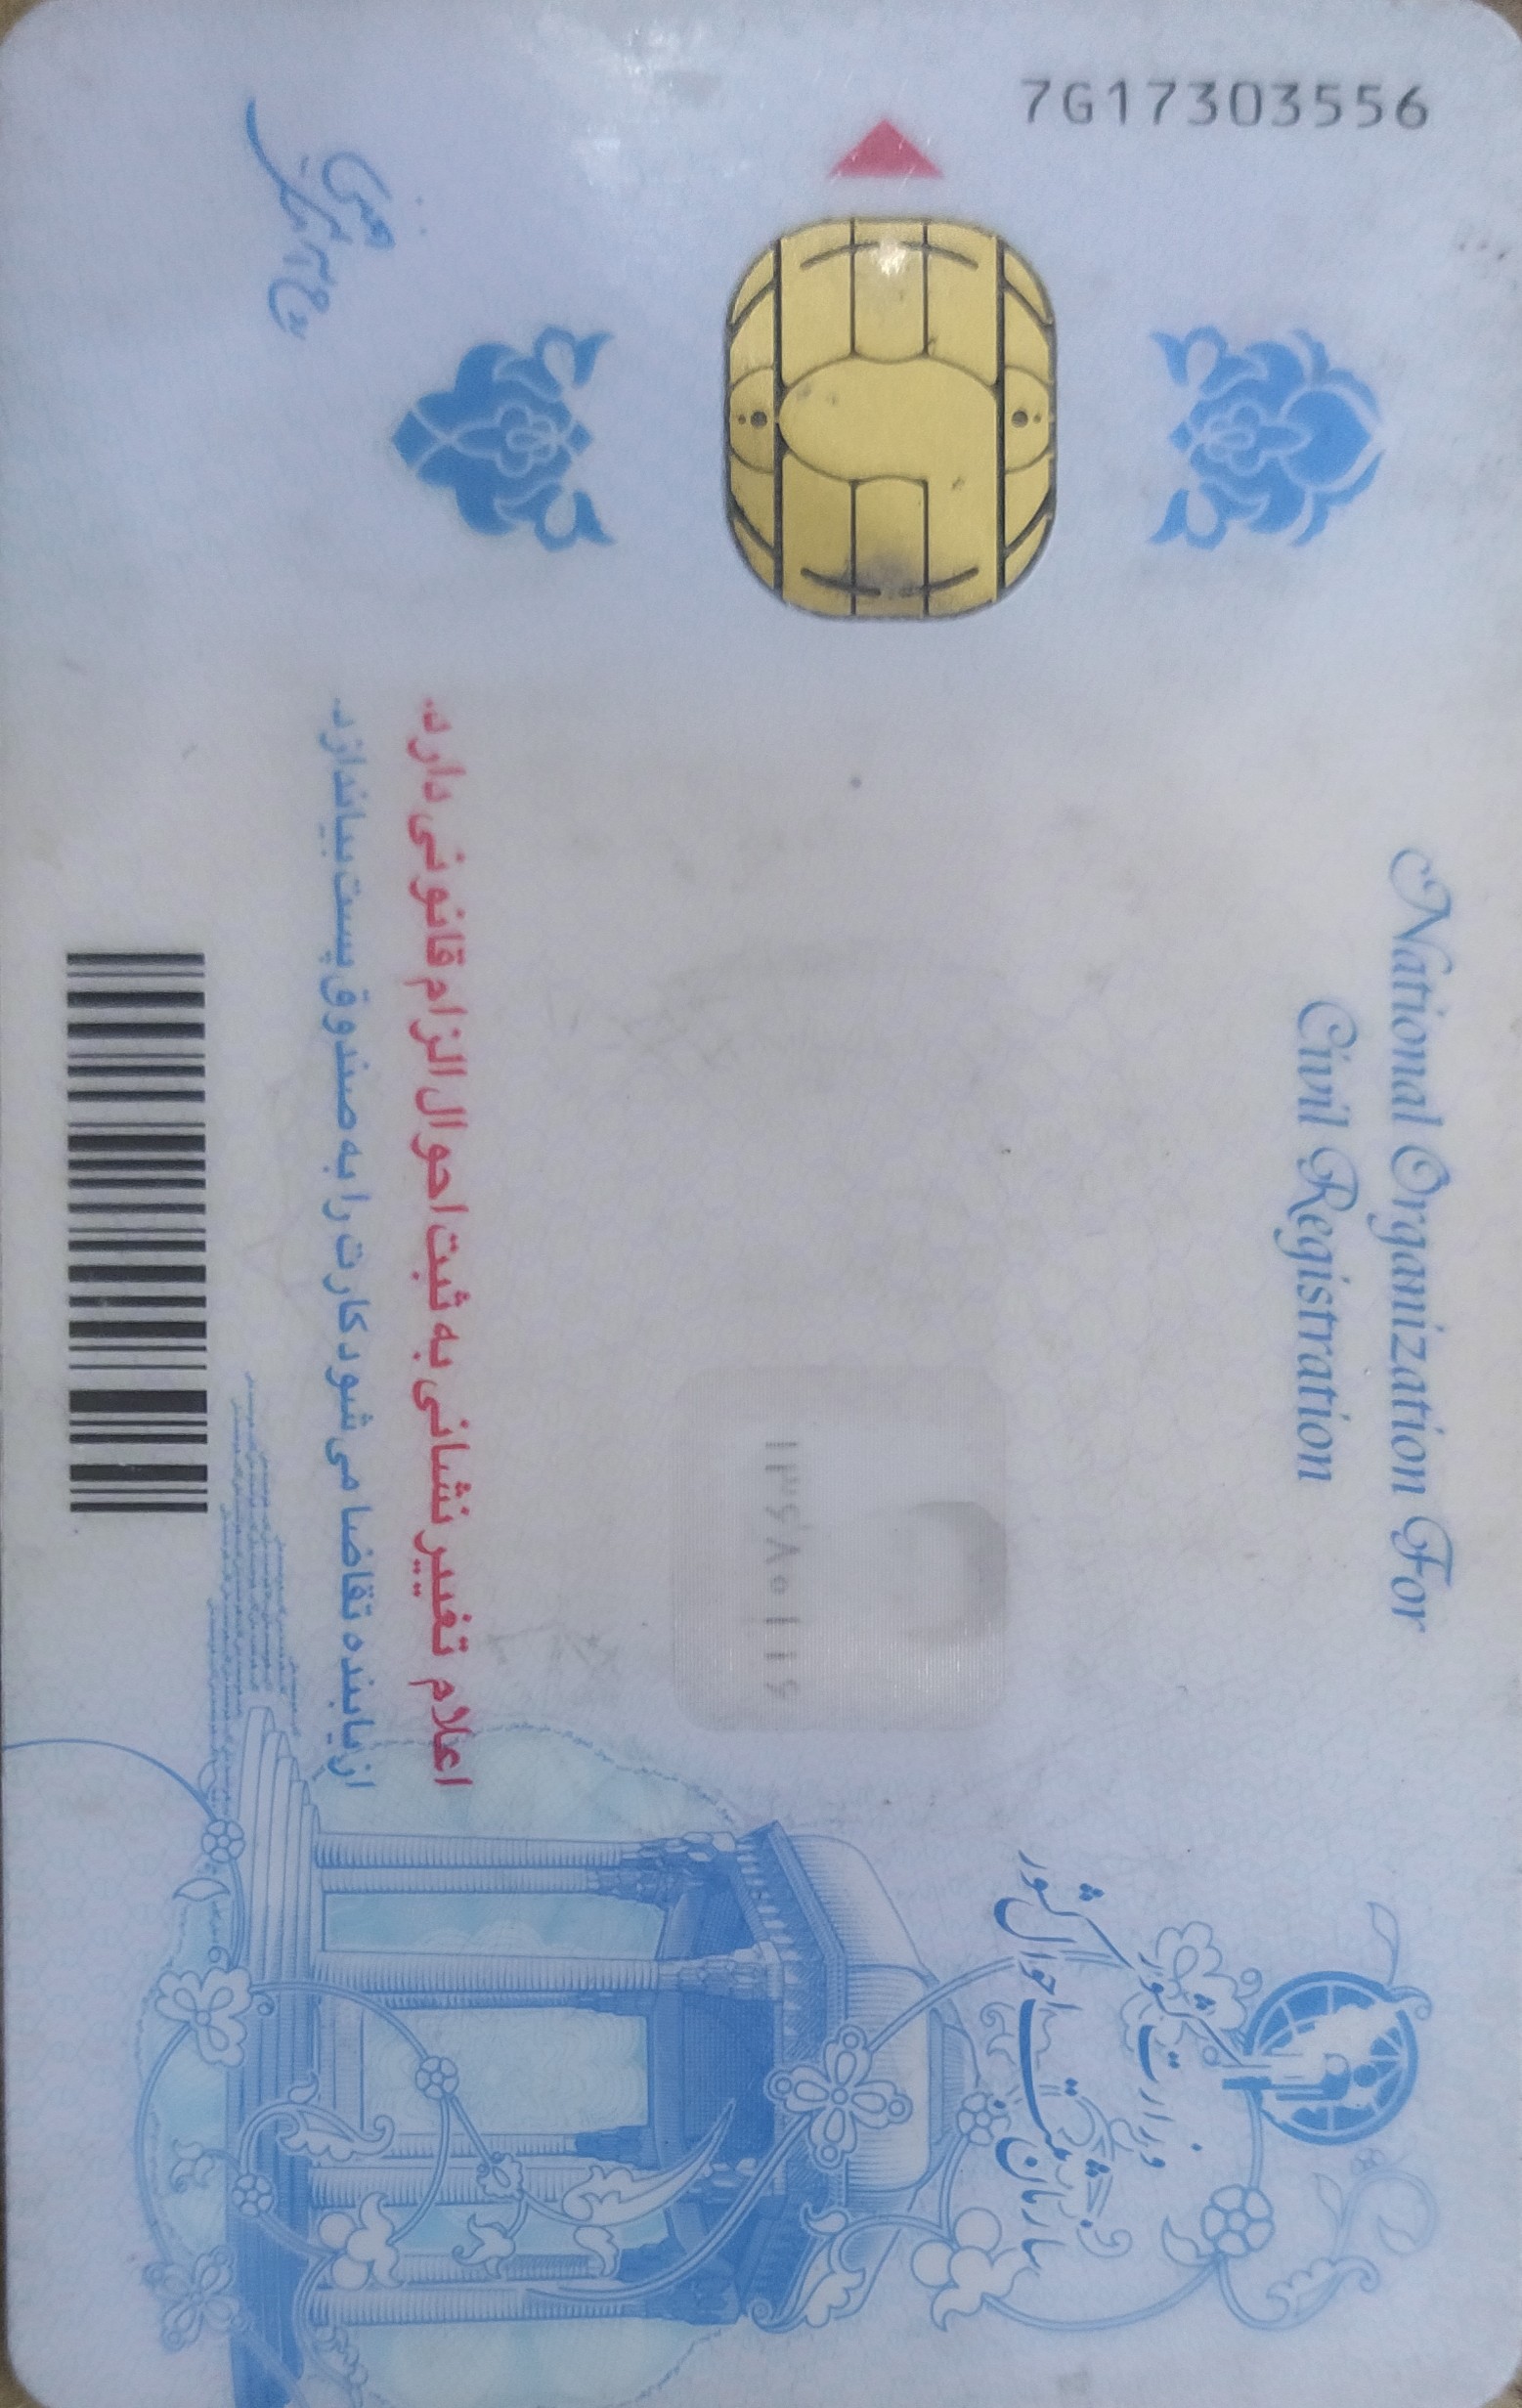 National Organization For
Civil Registration
وزارت کشور
سازمان ثبت احوال کشور
7G17303556
۱۳۶۸۰۱۱۶
اعلام تغییر نشانی به ثبت احوال الزام قانونی دارد.
از یابنده تقاضا می‌شود کارت را به صندوق پست بیاندازد.